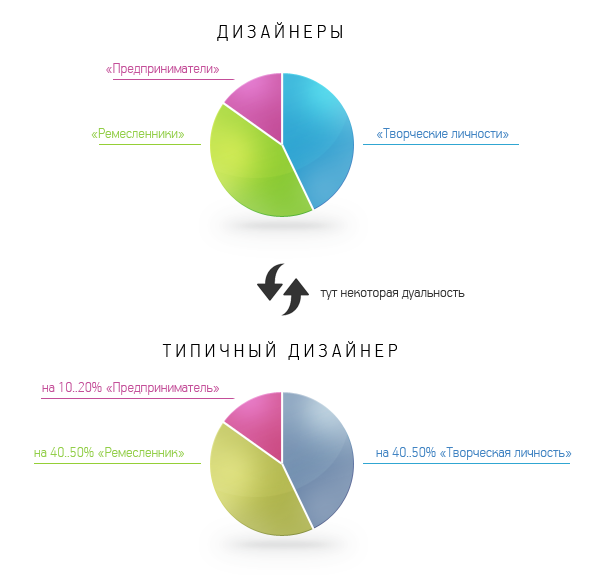 ДИЗАЙНЕРЫ
«Предприниматели»
«Ремесленники»
«Творческие личности»
тут некоторая дуальность
ТИПИЧНЫЙ ДИЗАЙНЕР
на 10..20% «Предприниматель»
на 40..50% «Ремесленник»
на 40..50% «Творческая личность»